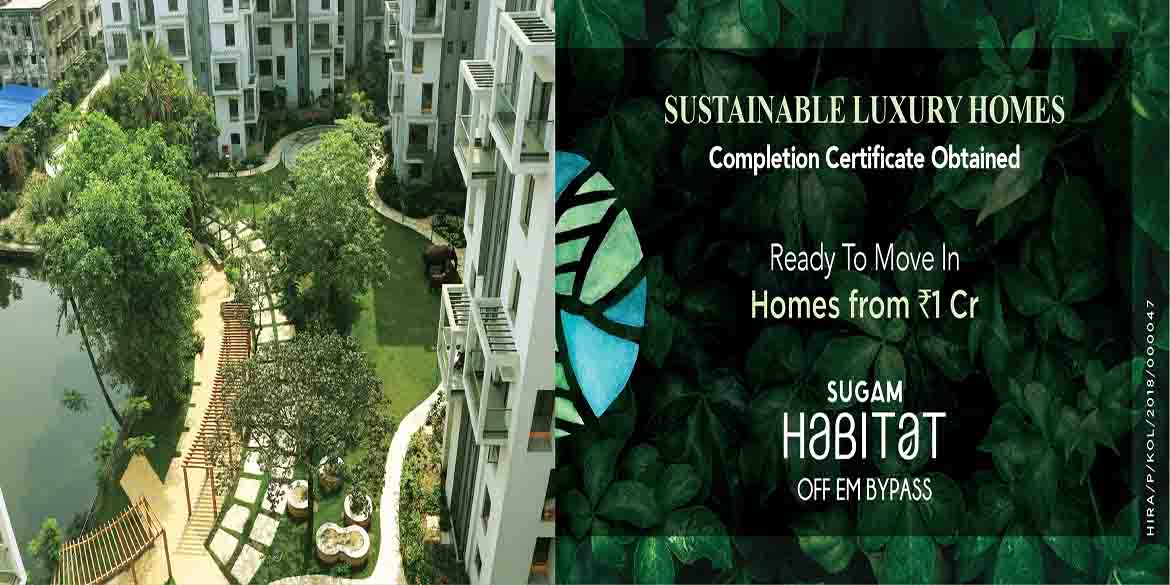 SUSTAINABLE LUXURY HOMES
Completion Certificate Obtained
Ready To Move In
Homes from ₹1 Cr
SUGAM
HaBITaT
OFF EM BYPASS
HIRA/P/KOL/2018/000047